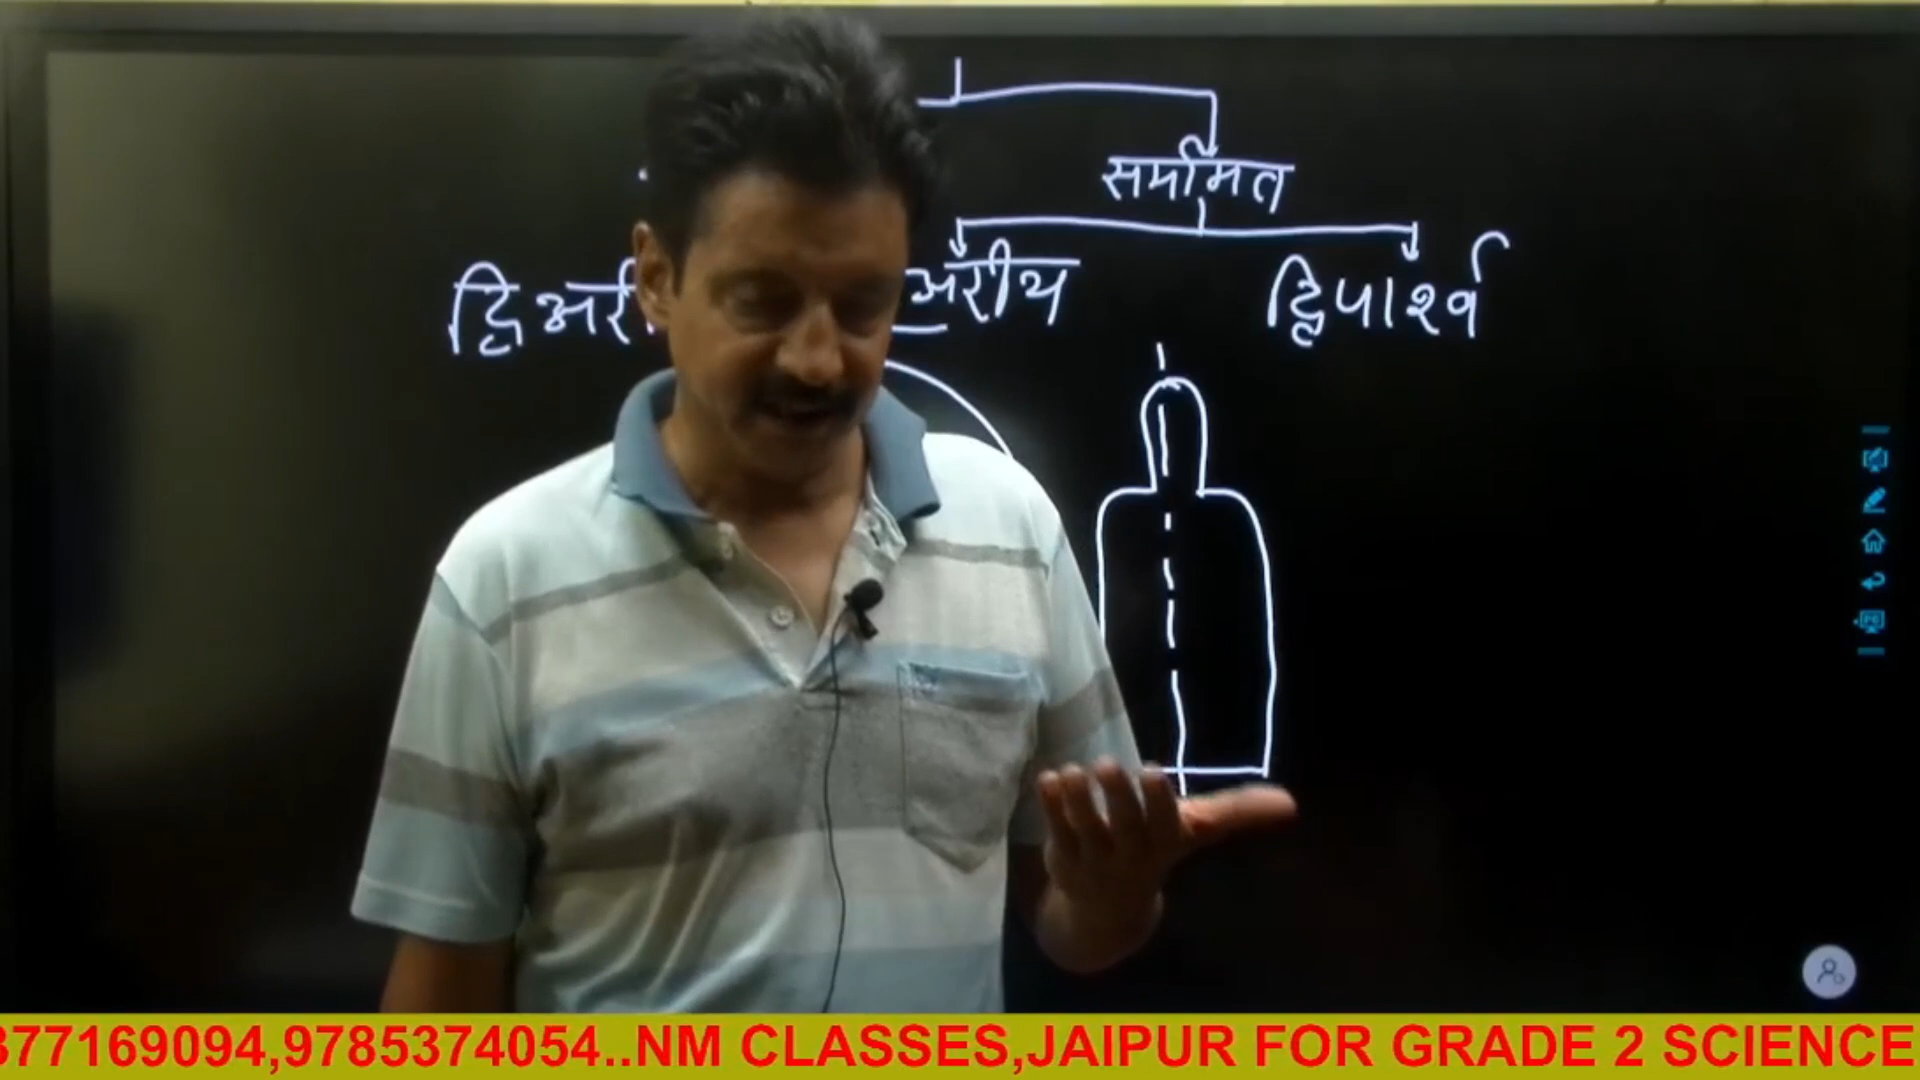 सममित
द्विअरी अरीय द्विपार्श्व
377169094,9785374054..NM CLASSES,JAIPUR FOR GRADE 2 SCIENCE